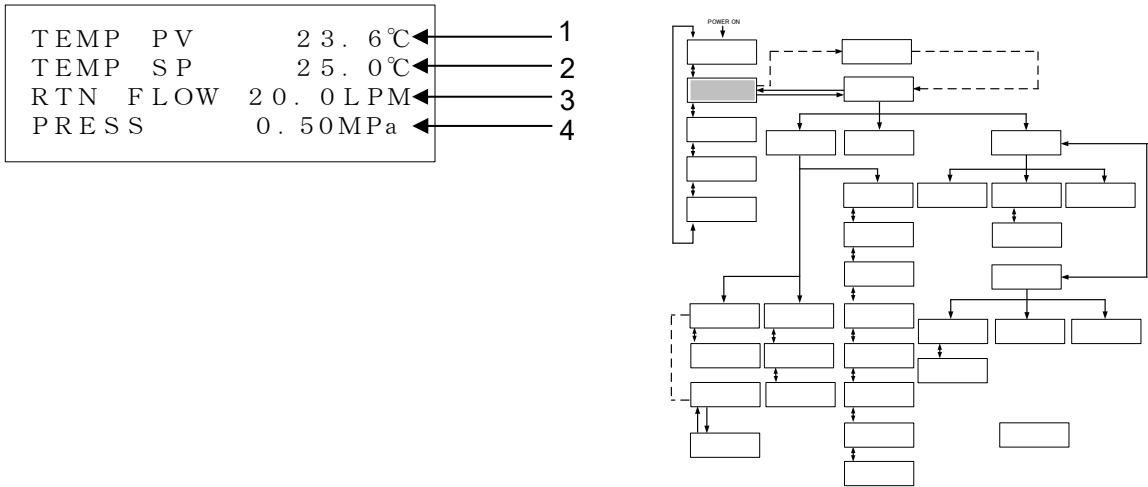 TEMP PV 23.6℃ 1
TEMP SP 25.0℃ 2
RTN FLOW 20.0LPM 3
PRESS 0.50MPa 4
POWER ON